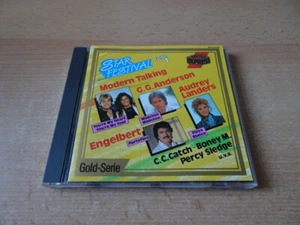 STAR
FESTIVAL
Modern Talking
G.G. Anderson
Audrey
Landers
Engelbert
C.C. Catch · Boney M.
Percy Sledge
u.v.a.
Gold-Serie